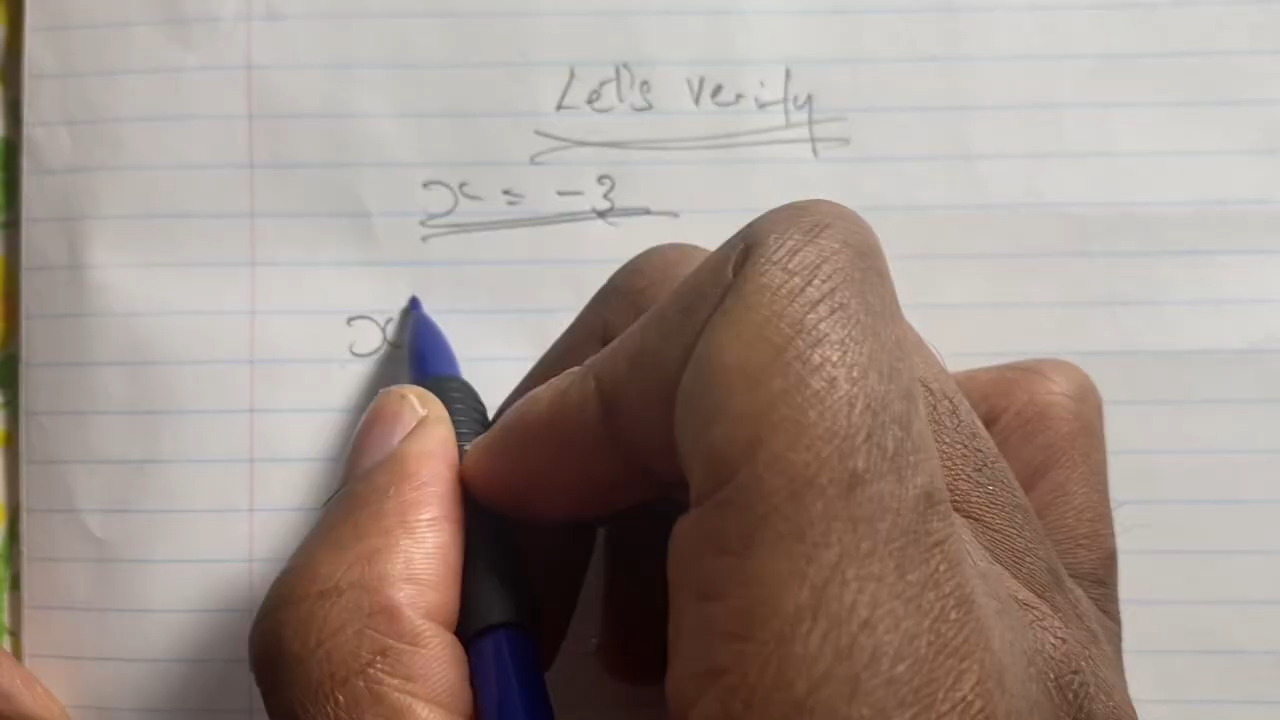 Let's verify
x = -3
x